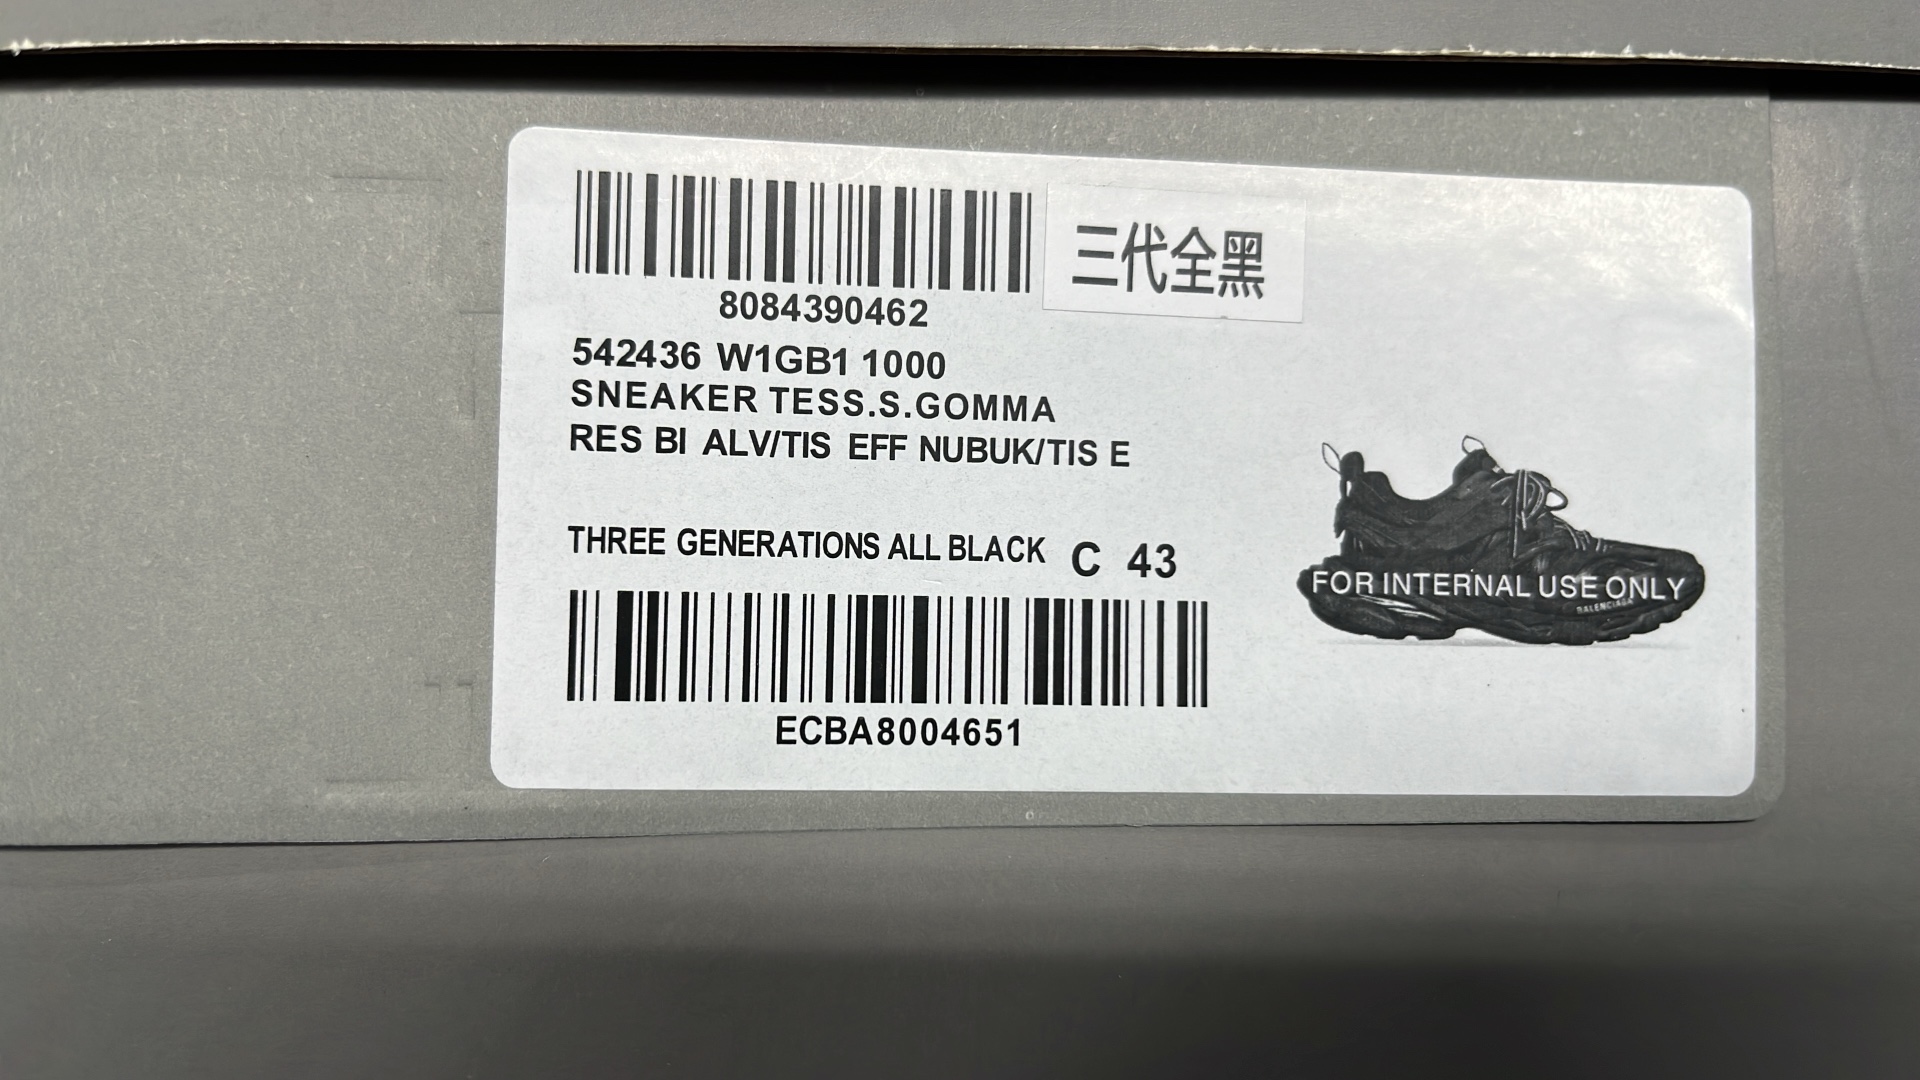 三代全黑
8084390462
542436 W1GB1 1000
SNEAKER TESS.S.GOMMA
RES BI ALV/TIS EFF NUBUK/TIS E
THREE GENERATIONS ALL BLACK C 43
FOR INTERNAL USE ONLY
BALENCIAGA
ECBA8004651